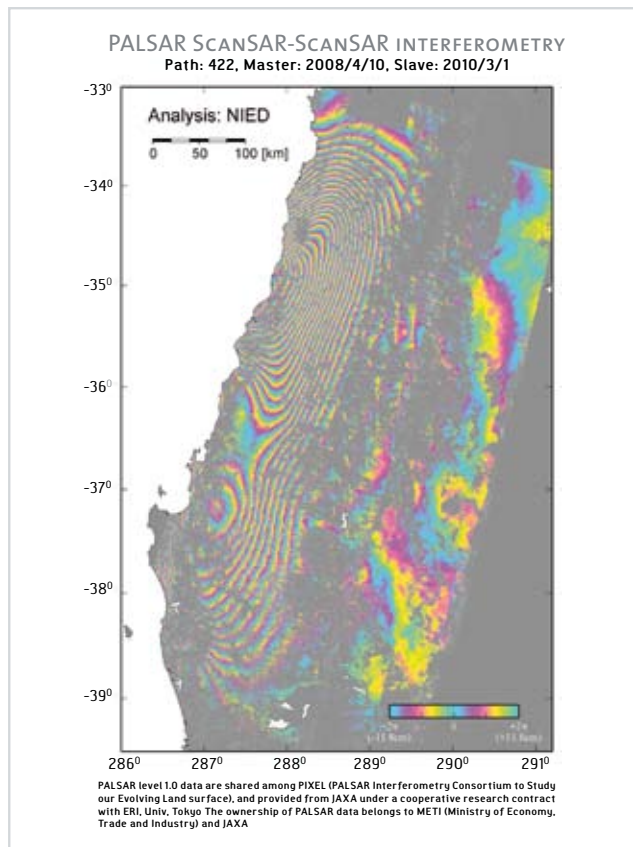 PALSAR ScanSAR-ScanSAR interferometry
Path: 422, Master: 2008/4/10, Slave: 2010/3/1
Analysis: NIED
0 50 100 [km]
-33⁰
-34⁰
-35⁰
-36⁰
-37⁰
-38⁰
-39⁰
0
286⁰ 287⁰ 288⁰ 289⁰ 290⁰ 291⁰
PALSAR level 1.0 data are shared among PIXEL (PALSAR Interferometry Consortium to Study
our Evolving Land surface), and provided from JAXA under a cooperative research contract
with ERI, Univ, Tokyo The ownership of PALSAR data belongs to METI (Ministry of Economy,
Trade and Industry) and JAXA